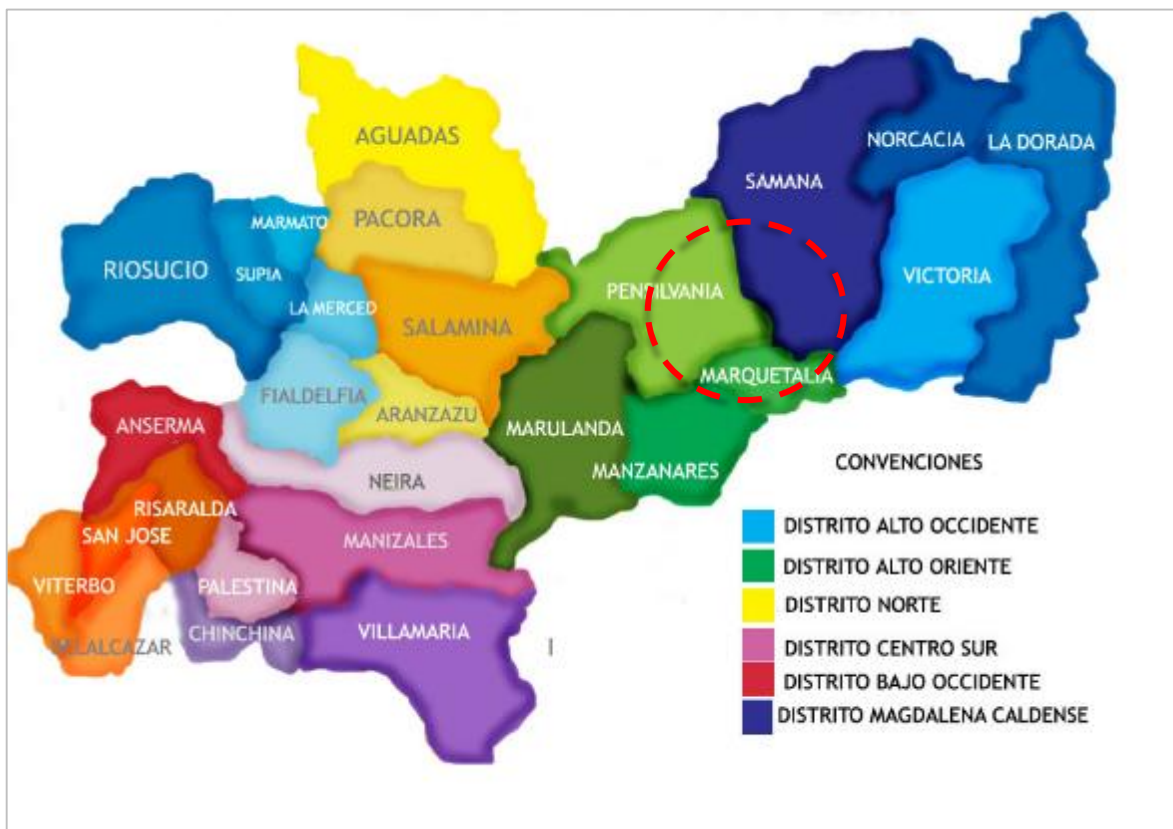 AGUADAS
NORCACIA
LA DORADA
SAMANA
PACORA
MARMATO
RIOSUCIO
SUPIA
VICTORIA
PENSILVANIA
LA MERCED
SALAMINA
MARQUETALIA
FIALDELFIA
ARANZAZU
ANSERMA
MARULANDA
MANZANARES
NEIRA
RISARALDA
SAN JOSE
MANIZALES
VITERBO
PALESTINA
CHINCHINA
VILLAMARIA
CONVENCIONES
DISTRITO ALTO OCCIDENTE
DISTRITO ALTO ORIENTE
DISTRITO NORTE
DISTRITO CENTRO SUR
DISTRITO BAJO OCCIDENTE
DISTRITO MAGDALENA CALDENSE